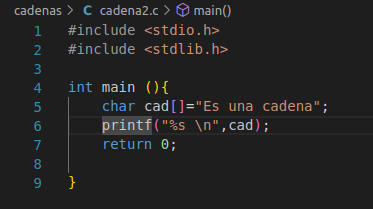 cadenas > C cadena2.c > main()
1 #include <stdio.h>
2 #include <stdlib.h>
3
4 int main (){
5     char cad[]="Es una cadena";
6     printf("%s \n",cad);
7     return 0;
8
9 }